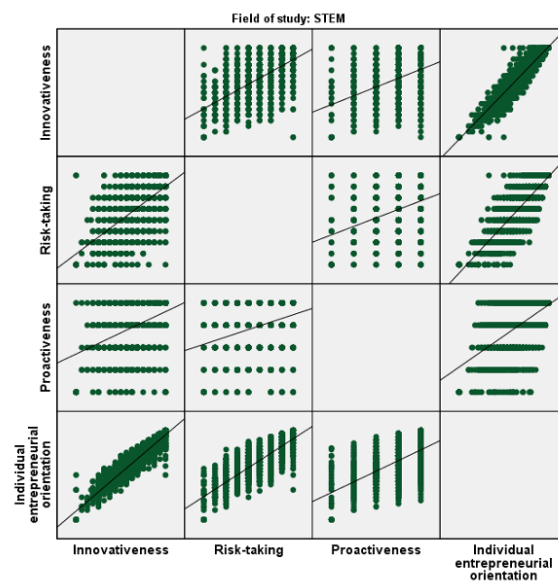 Field of study: STEM
Innovativeness
Risk-taking
Proactiveness
Individual
entrepreneurial
orientation
Innovativeness
Risk-taking
Proactiveness
Individual
entrepreneurial
orientation